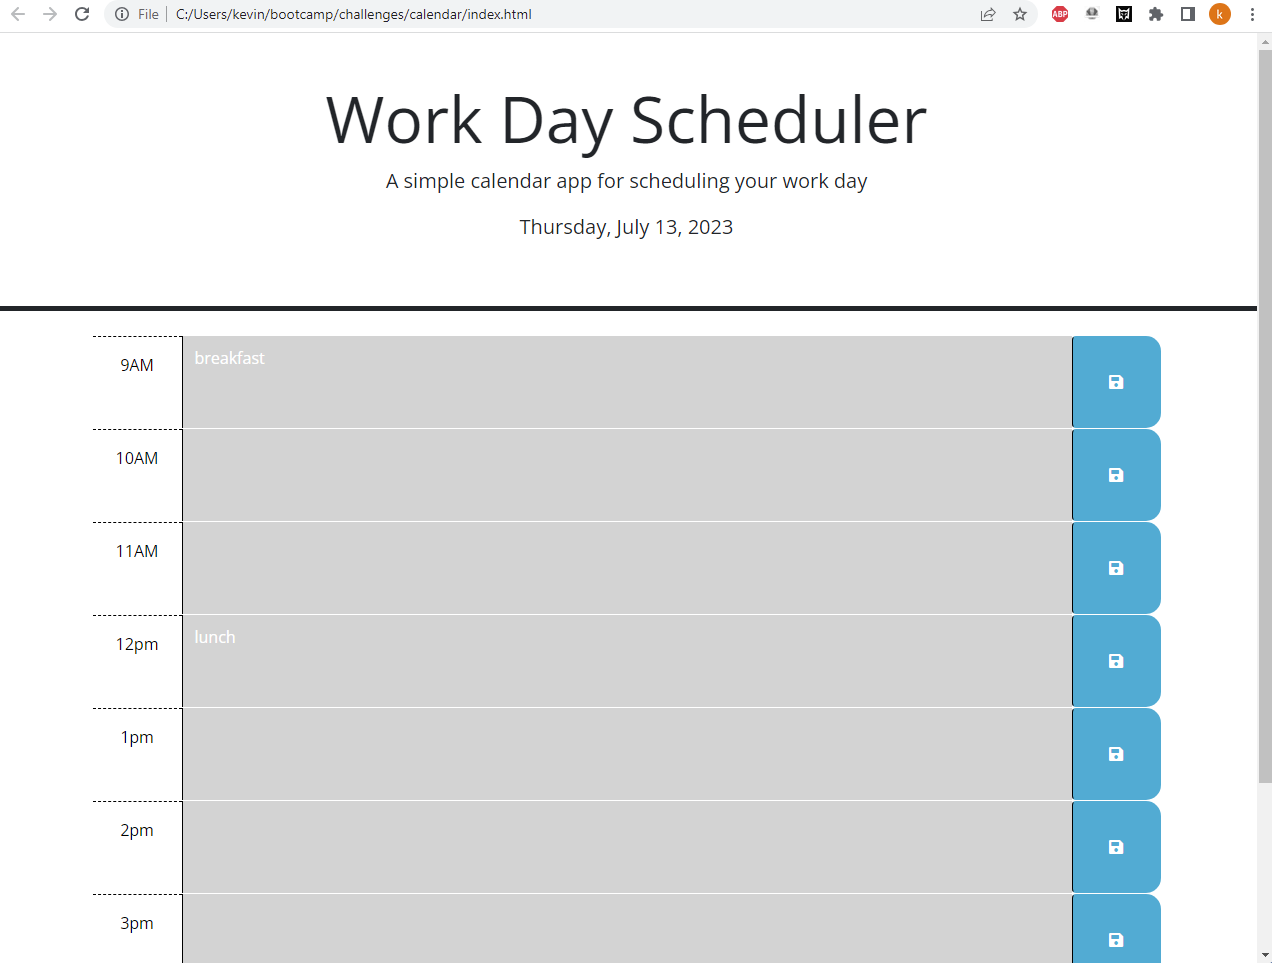 File C:/Users/kevin/bootcamp/challenges/calendar/index.html ABP k
Work Day Scheduler
A simple calendar app for scheduling your work day
Thursday, July 13, 2023
9AM breakfast
10AM
11AM
12pm lunch
1pm
2pm
3pm